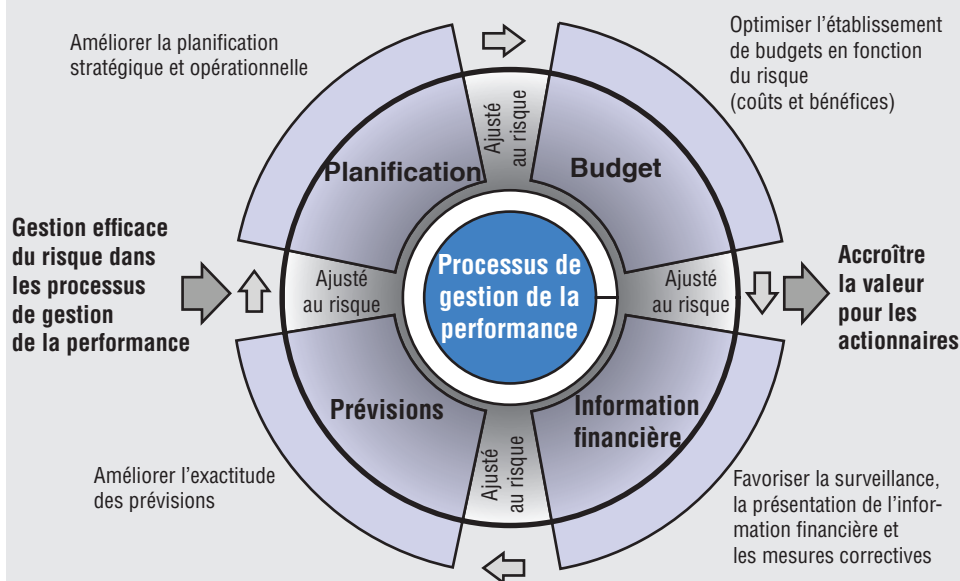 Améliorer la planification
stratégique et opérationnelle
Optimiser l’établissement
de budgets en fonction
du risque
(coûts et bénéfices)
Ajusté
au risque
Planification
Budget
Gestion efficace
du risque dans
les processus
de gestion
de la performance
Ajusté
au risque
Processus de
gestion de la
performance
Ajusté
au risque
Accroître
la valeur
pour les
actionnaires
Prévisions
Information
financière
Ajusté
au risque
Améliorer l’exactitude
des prévisions
Favoriser la surveillance,
la présentation de l’infor-
mation financière et
les mesures correctives